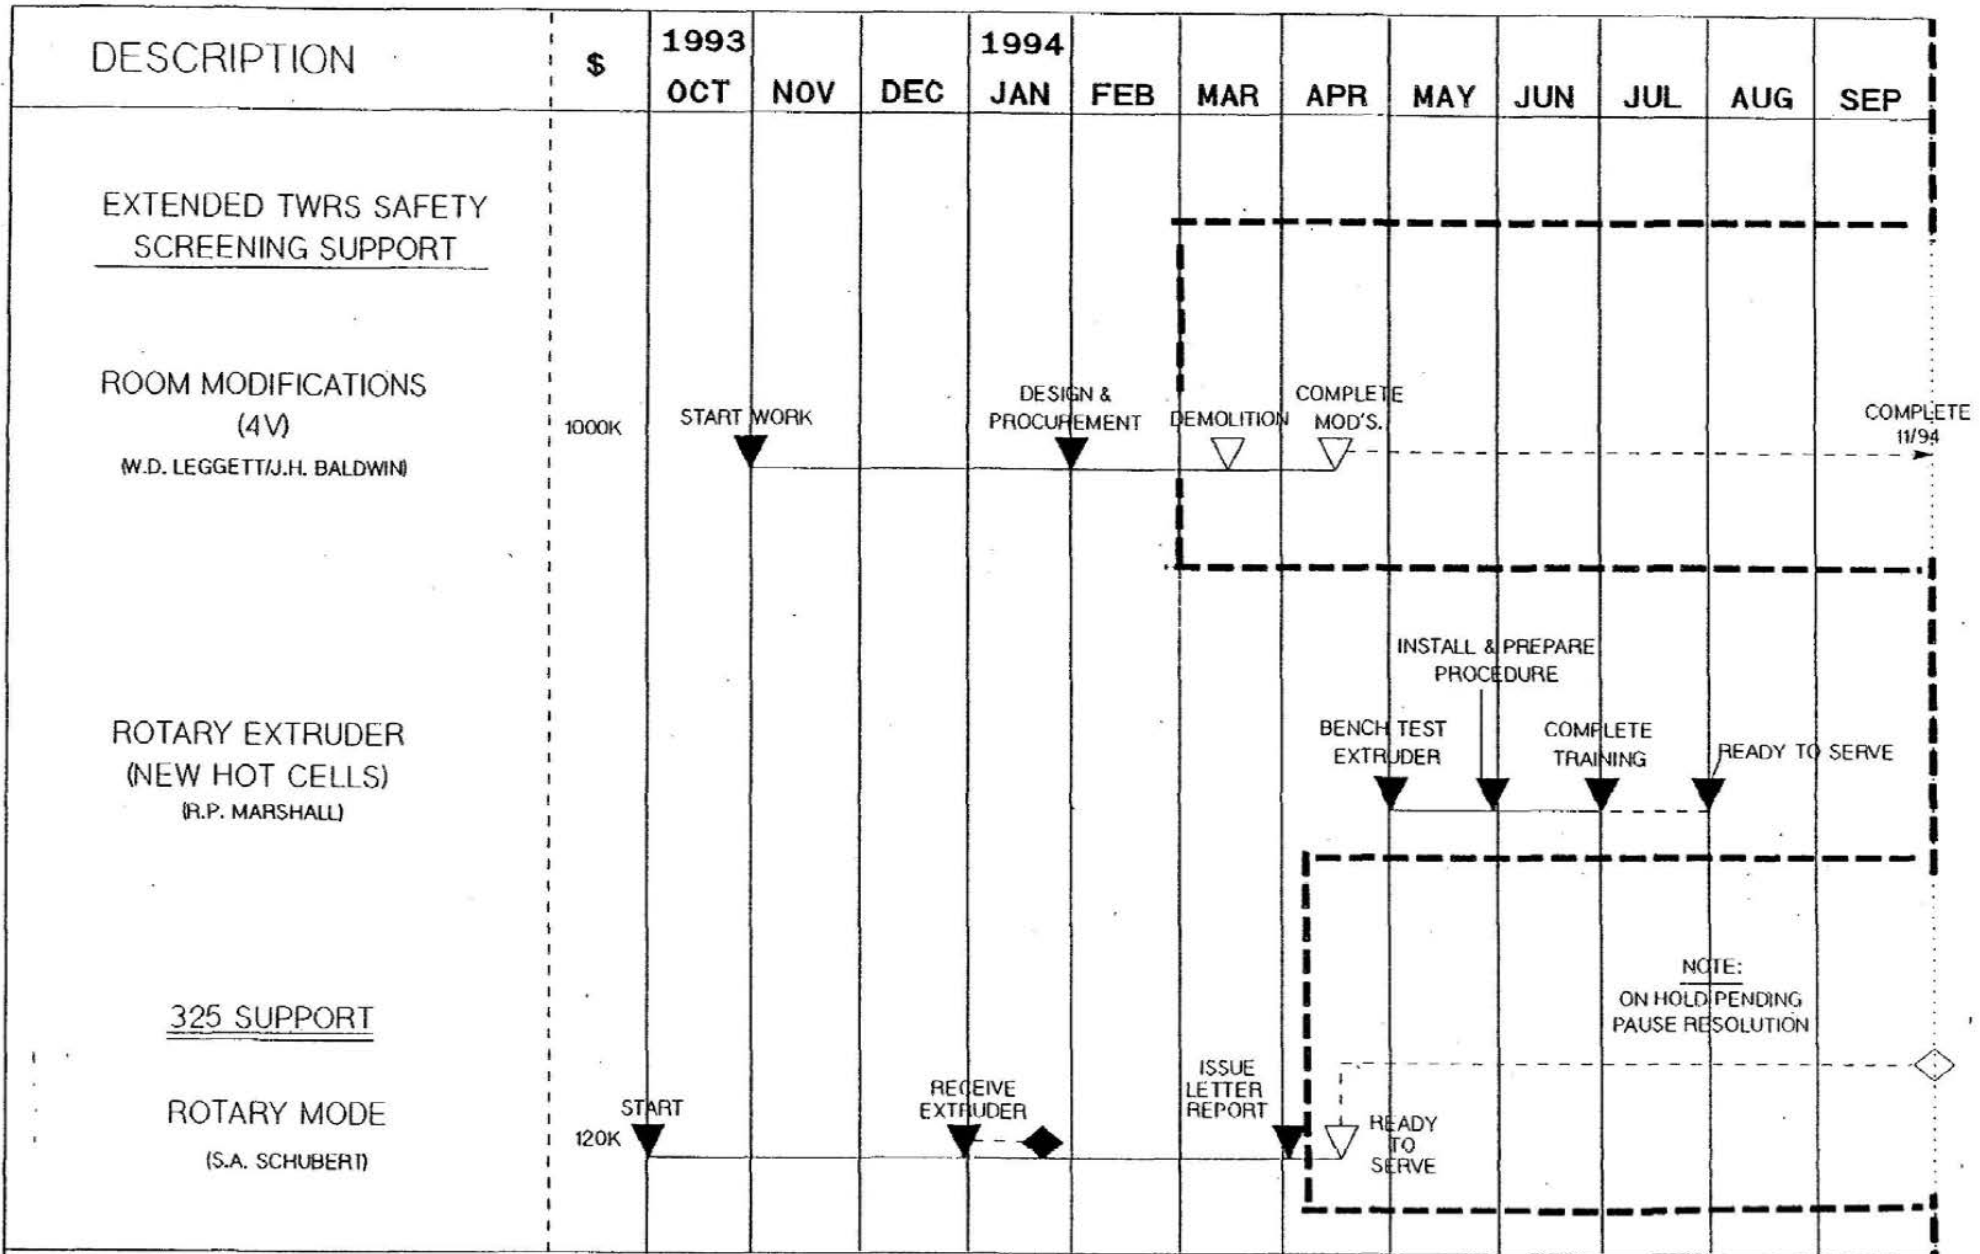 DESCRIPTION
$
1993
1994
OCT NOV DEC JAN FEB MAR APR MAY JUN JUL AUG SEP
EXTENDED TWRS SAFETY
SCREENING SUPPORT
ROOM MODIFICATIONS
(4V)
(W.D. LEGGETT/J.H. BALDWIN)
1000K
START WORK
DESIGN &
PROCUREMENT
DEMOLITION
COMPLETE
MOD'S.
COMPLETE
11/94
ROTARY EXTRUDER
(NEW HOT CELLS)
(R.P. MARSHALL)
BENCH TEST
EXTRUDER
INSTALL & PREPARE
PROCEDURE
COMPLETE
TRAINING
READY TO SERVE
NOTE:
ON HOLD PENDING
PAUSE RESOLUTION
325 SUPPORT
ROTARY MODE
(S.A. SCHUBERT)
120K
START
RECEIVE
EXTRUDER
ISSUE
LETTER
REPORT
READY
TO
SERVE